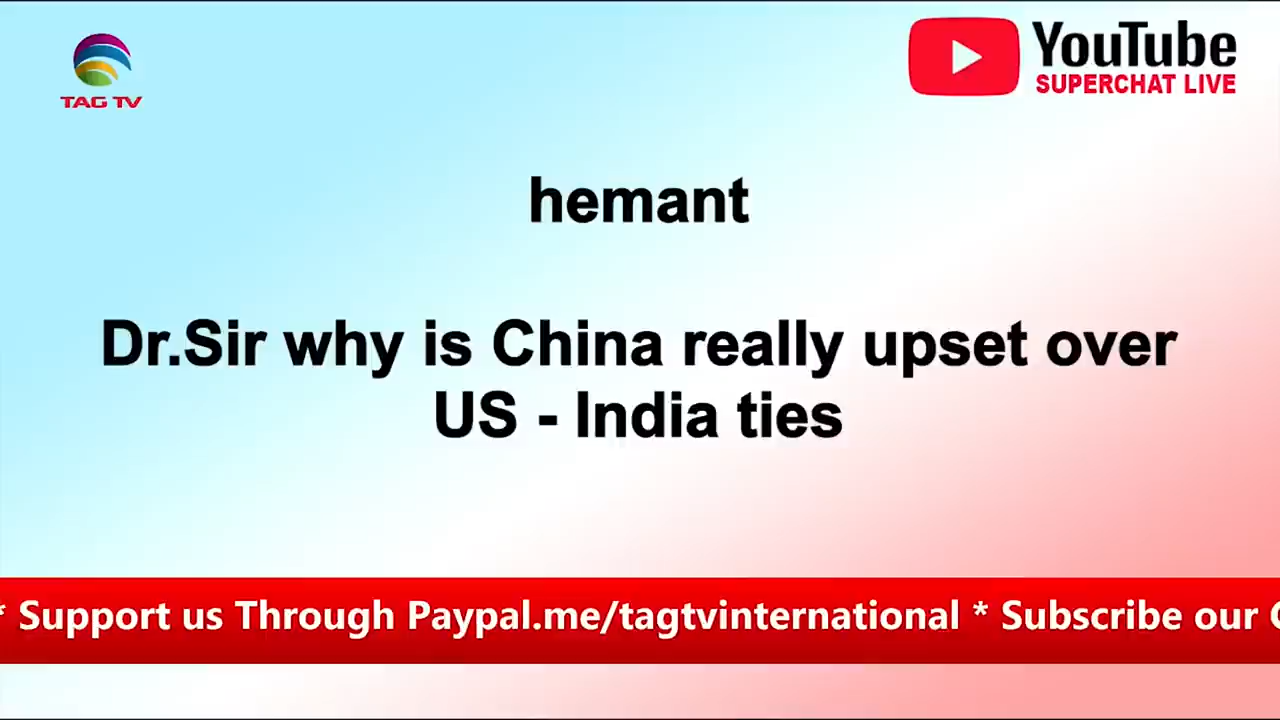 TAG TV
YouTube
SUPERCHAT LIVE
hemant
Dr.Sir why is China really upset over
US - India ties
* Support us Through Paypal.me/tagtvinternational * Subscribe our